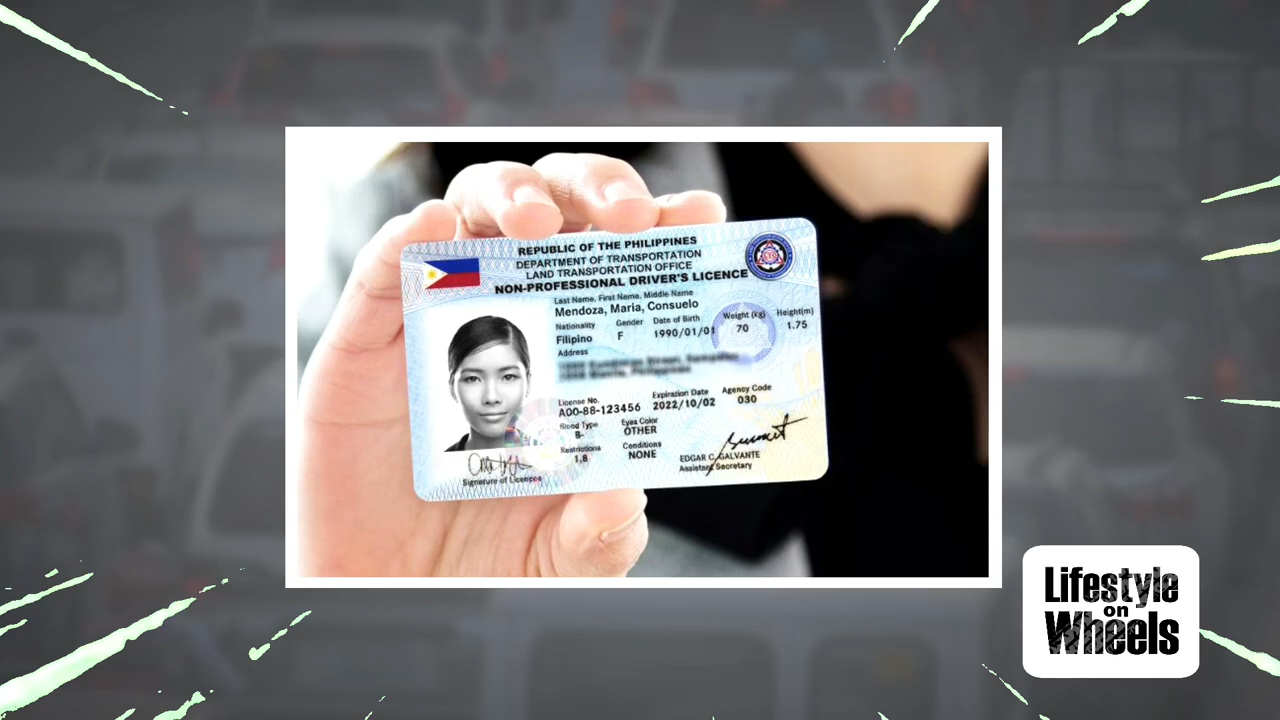 REPUBLIC OF THE PHILIPPINES
DEPARTMENT OF TRANSPORTATION
LAND TRANSPORTATION OFFICE
NON-PROFESSIONAL DRIVER'S LICENCE
Last Name. First Name. Middle Name
Mendoza, Maria, Consuelo
Nationality Gender Date of Birth Weight (kg) Height(m)
Filipino F 1990/01/01 70 1.75
Address
License No. Expiration Date Agency Code
A00-88-123456 2022/10/02 030
Blood Type Eyes Color
B- OTHER
Restrictions Conditions
1,8 NONE
EDGAR C. GALVANTE
Assistant Secretary
Signature of Licencee
Lifestyle
on
Wheels